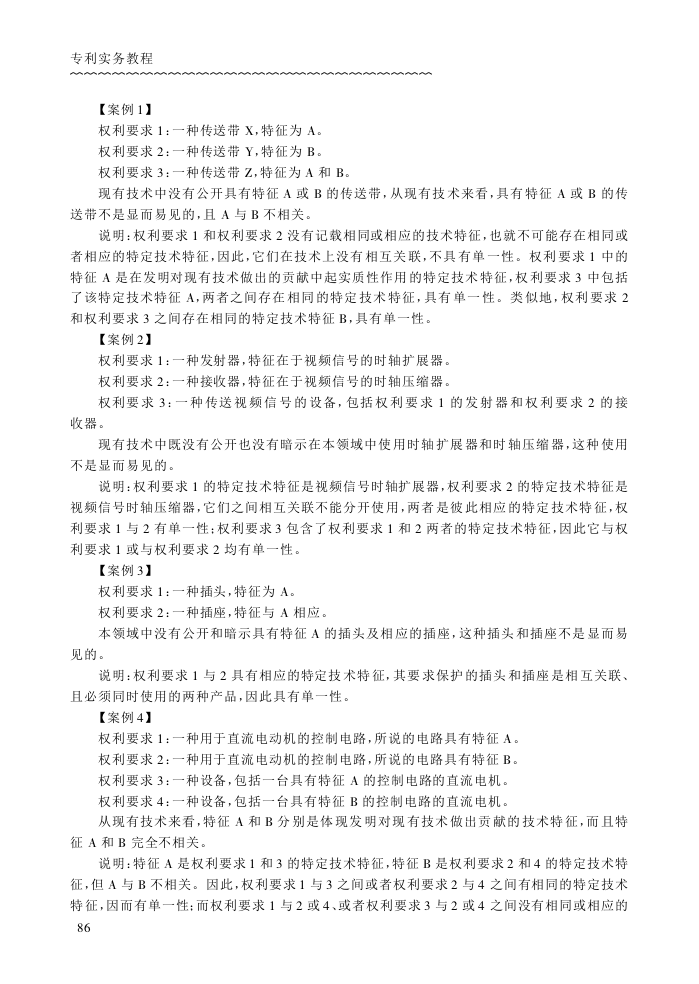 专利实务教程
【案例1】
权利要求 1:一种传送带 X,特征为 A。
权利要求 2:一种传送带 Y,特征为 B。
权利要求 3:一种传送带 Z,特征为 A 和 B。
现有技术中没有公开具有特征 A 或 B 的传送带,从现有技术来看,具有特征 A 或 B 的传
送带不是显而易见的,且 A 与 B 不相关。
说明:权利要求 1 和权利要求 2 没有记载相同或相应的技术特征,也就不可能存在相同或
者相应的特定技术特征,因此,它们在技术上没有相互关联,不具有单一性。权利要求 1 中的
特征 A 是在发明对现有技术做出的贡献中起实质性作用的特定技术特征,权利要求 3 中包括
了该特定技术特征 A,两者之间存在相同的特定技术特征,具有单一性。类似地,权利要求 2
和权利要求 3 之间存在相同的特定技术特征 B,具有单一性。
【案例2】
权利要求 1:一种发射器,特征在于视频信号的时轴扩展器。
权利要求 2:一种接收器,特征在于视频信号的时轴压缩器。
权利要求 3:一种传送视频信号的设备,包括权利要求 1 的发射器和权利要求 2 的接
收器。
现有技术中既没有公开也没有暗示在本领域中使用时轴扩展器和时轴压缩器,这种使用
不是显而易见的。
说明:权利要求 1 的特定技术特征是视频信号时轴扩展器,权利要求 2 的特定技术特征是
视频信号时轴压缩器,它们之间相互关联不能分开使用,两者是彼此相应的特定技术特征,权
利要求 1 与 2 有单一性;权利要求 3 包含了权利要求 1 和 2 两者的特定技术特征,因此它与权
利要求 1 或与权利要求 2 均有单一性。
【案例3】
权利要求 1:一种插头,特征为 A。
权利要求 2:一种插座,特征与 A 相应。
本领域中没有公开和暗示具有特征 A 的插头及相应的插座,这种插头和插座不是显而易
见的。
说明:权利要求 1 与 2 具有相应的特定技术特征,其要求保护的插头和插座是相互关联、
且必须同时使用的两种产品,因此具有单一性。
【案例4】
权利要求 1:一种用于直流电动机的控制电路,所说的电路具有特征 A。
权利要求 2:一种用于直流电动机的控制电路,所说的电路具有特征 B。
权利要求 3:一种设备,包括一台具有特征 A 的控制电路的直流电机。
权利要求 4:一种设备,包括一台具有特征 B 的控制电路的直流电机。
从现有技术来看,特征 A 和 B 分别是体现发明对现有技术做出贡献的技术特征,而且特
征 A 和 B 完全不相关。
说明:特征 A 是权利要求 1 和 3 的特定技术特征,特征 B 是权利要求 2 和 4 的特定技术特
征,但 A 与 B 不相关。因此,权利要求 1 与 3 之间或者权利要求 2 与 4 之间有相同的特定技术
特征,因而有单一性;而权利要求 1 与 2 或 4、或者权利要求 3 与 2 或 4 之间没有相同或相应的
86